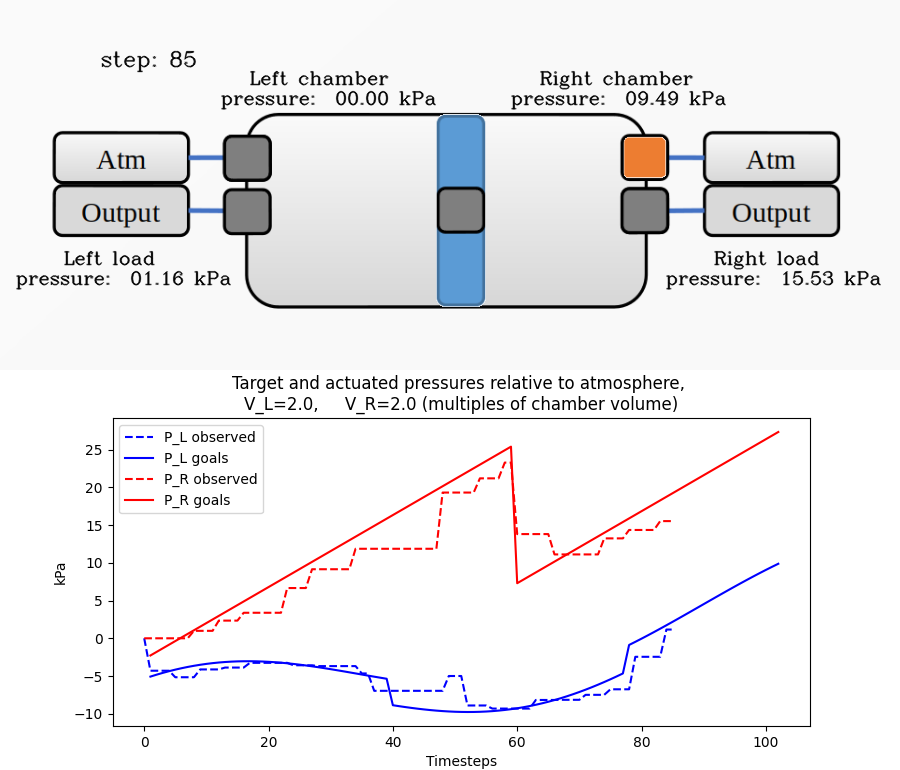 step: 85
Left chamber
pressure: 00.00 kPa
Right chamber
pressure: 09.49 kPa
Atm
Output
Atm
Output
Left load
pressure: 01.16 kPa
Right load
pressure: 15.53 kPa
Target and actuated pressures relative to atmosphere,
V_L=2.0, V_R=2.0 (multiples of chamber volume)
P_L observed
P_L goals
P_R observed
P_R goals
25
20
15
10
5
0
−5
−10
kPa
0 20 40 60 80 100
Timesteps